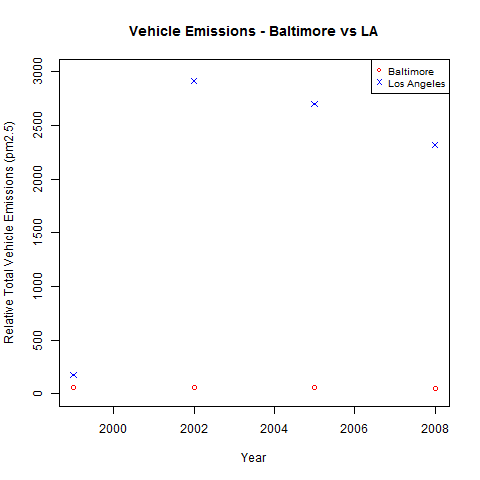 Vehicle Emissions - Baltimore vs LA
Baltimore
Los Angeles
Relative Total Vehicle Emissions (pm2.5)
3000
2500
2000
1500
1000
500
0
2000 2002 2004 2006 2008
Year